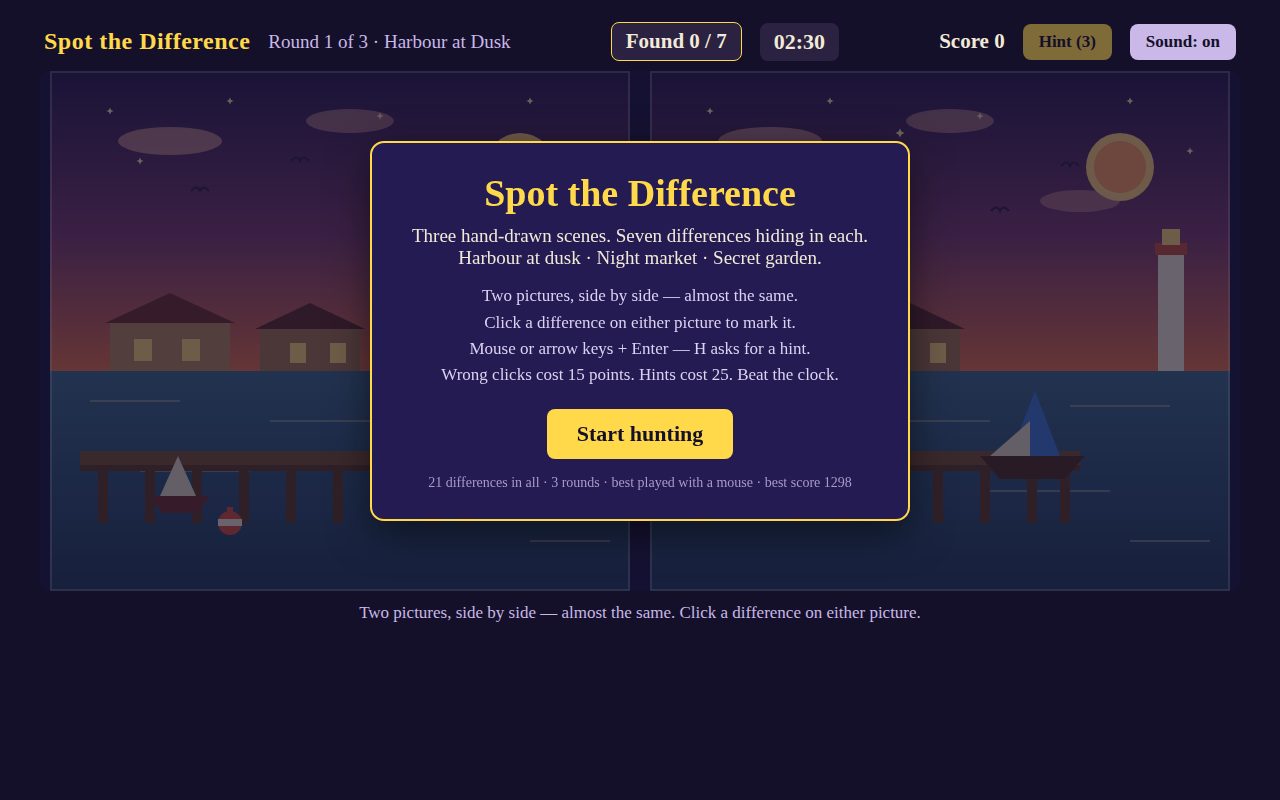 Spot the Difference
Round 1 of 3 · Harbour at Dusk
Found 0 / 7
02:30
Score 0
Hint (3)
Sound: on
Spot the Difference
Three hand-drawn scenes. Seven differences hiding in each.
Harbour at dusk · Night market · Secret garden.
Two pictures, side by side — almost the same.
Click a difference on either picture to mark it.
Mouse or arrow keys + Enter — H asks for a hint.
Wrong clicks cost 15 points. Hints cost 25. Beat the clock.
Start hunting
21 differences in all · 3 rounds · best played with a mouse · best score 1298
Two pictures, side by side — almost the same. Click a difference on either picture.